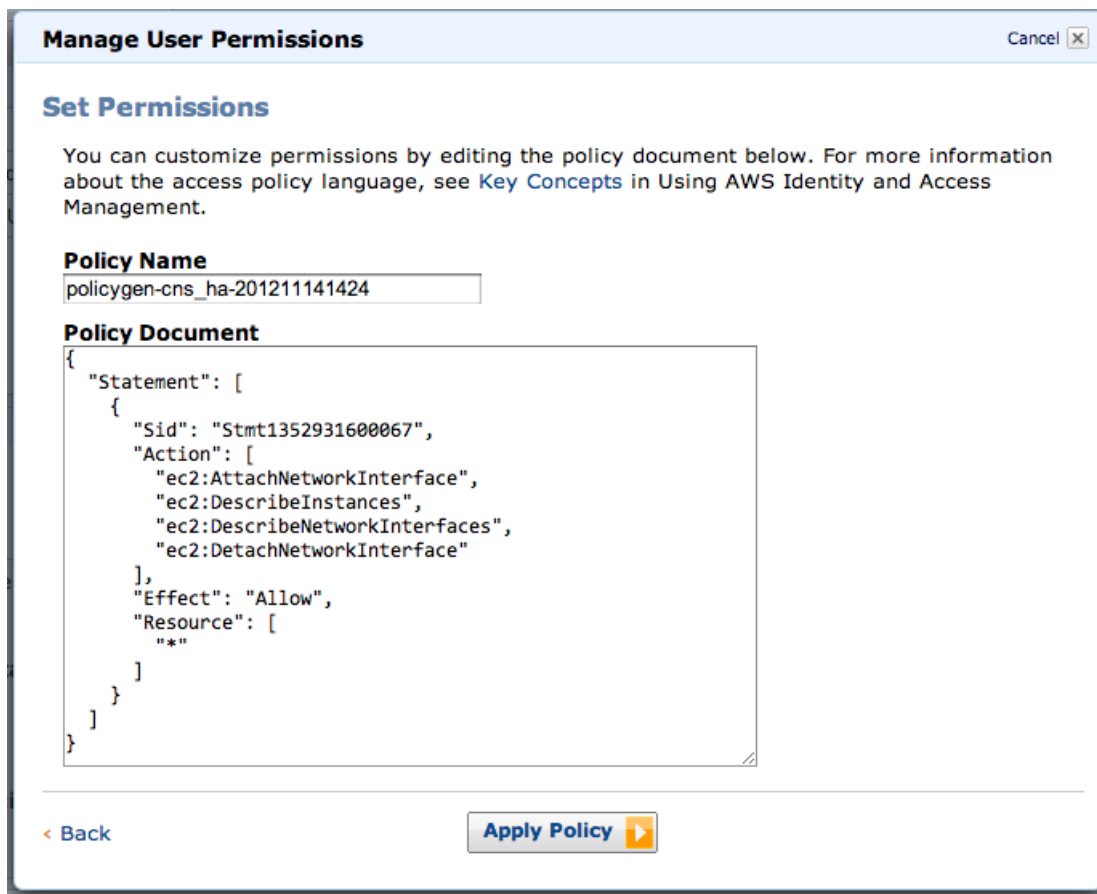 Manage User Permissions
Cancel
Set Permissions
You can customize permissions by editing the policy document below. For more information
about the access policy language, see Key Concepts in Using AWS Identity and Access
Management.
Policy Name
policygen-cns_ha-201211141424
Policy Document
{
  "Statement": [
    {
      "Sid": "Stmt1352931600067",
      "Action": [
        "ec2:AttachNetworkInterface",
        "ec2:DescribeInstances",
        "ec2:DescribeNetworkInterfaces",
        "ec2:DetachNetworkInterface"
      ],
      "Effect": "Allow",
      "Resource": [
        "*"
      ]
    }
  ]
}
< Back
Apply Policy